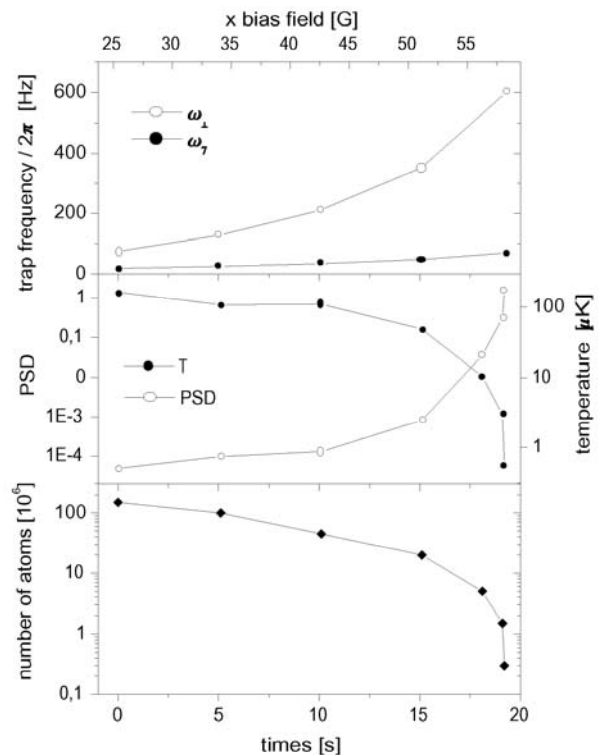 x bias field [G]
25 30 35 40 45 50 55
trap frequency / 2π [Hz]
600
400
200
0
ω⊥
ω
PSD
1
0,1
0
1E-3
1E-4
T
PSD
100
10
1
temperature [μK]
number of atoms [10⁶]
100
10
1
0,1
0 5 10 15 20
times [s]